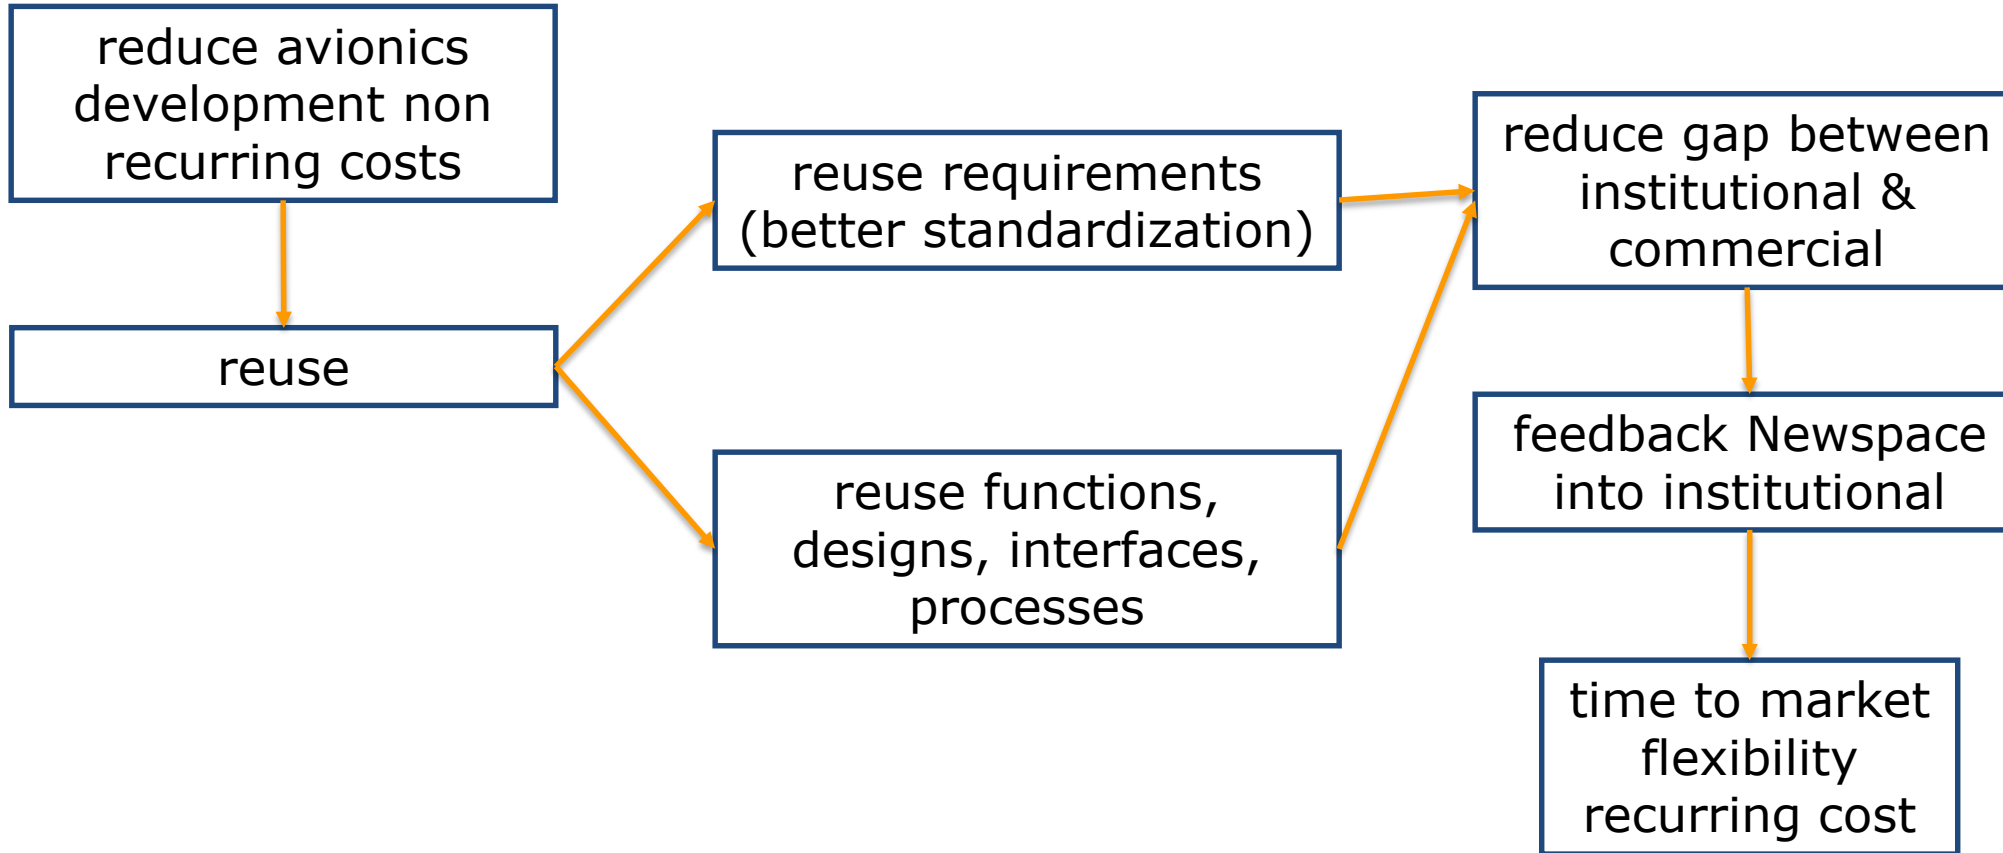 reduce avionics
development non
recurring costs
reuse
reuse requirements
(better standardization)
reuse functions,
designs, interfaces,
processes
reduce gap between
institutional &
commercial
feedback Newspace
into institutional
time to market
flexibility
recurring cost